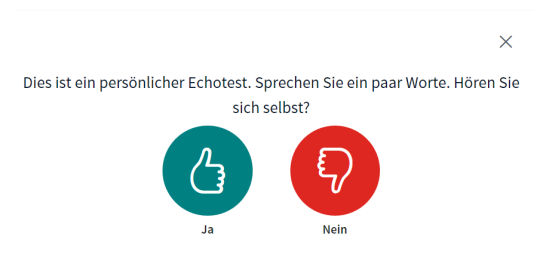 Dies ist ein persönlicher Echotest. Sprechen Sie ein paar Worte. Hören Sie
sich selbst?
Ja
Nein